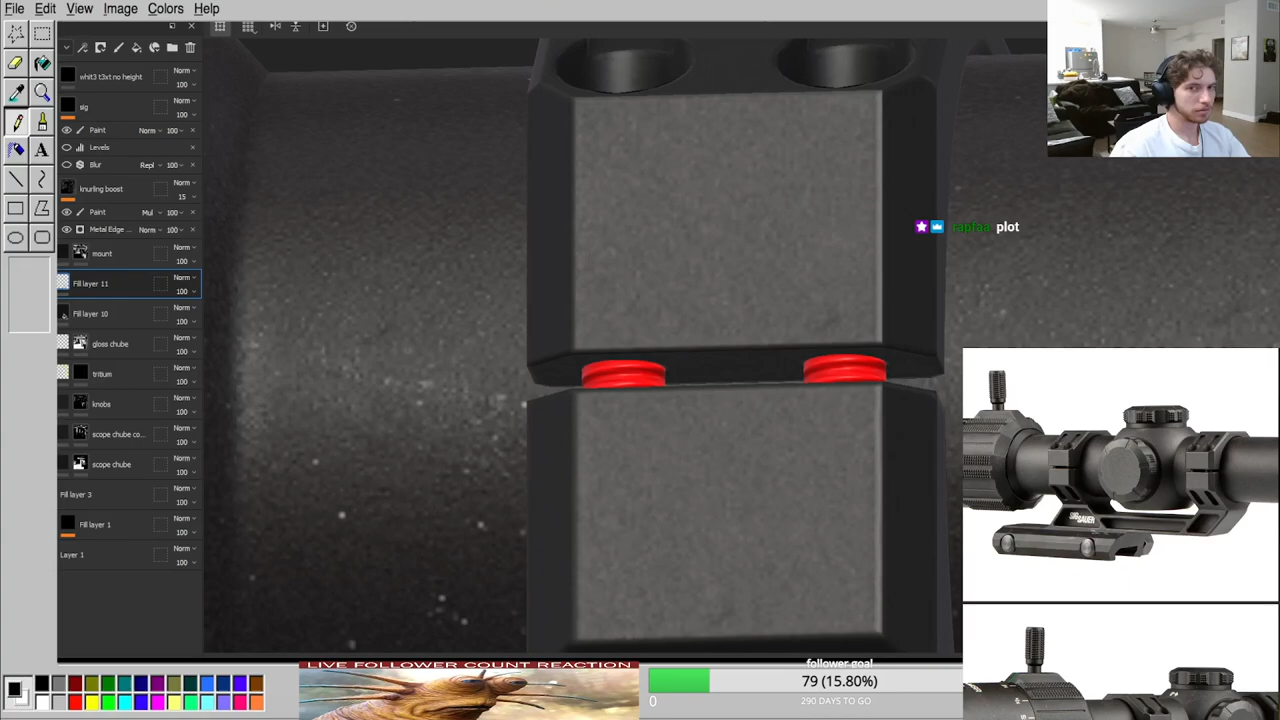 File Edit View Image Colors Help
whit3 t3xt no height Norm 100
sig Norm 100
Paint Norm 100
Levels
Blur Repl 100
knurling boost Norm 15
Paint Mul 100
Metal Edge ... Norm 100
mount Norm 100
Fill layer 11 Norm 100
Fill layer 10 Norm 100
gloss chube Norm 100
tritium Norm 100
knobs Norm 100
scope chube co... Norm 100
scope chube Norm 100
Fill layer 3 Norm 100
Fill layer 1 Norm 100
Layer 1 Norm 100
A
rapfaa plot
SIG SAUER
LIVE FOLLOWER COUNT REACTION
follower goal
79 (15.80%)
0
290 DAYS TO GO